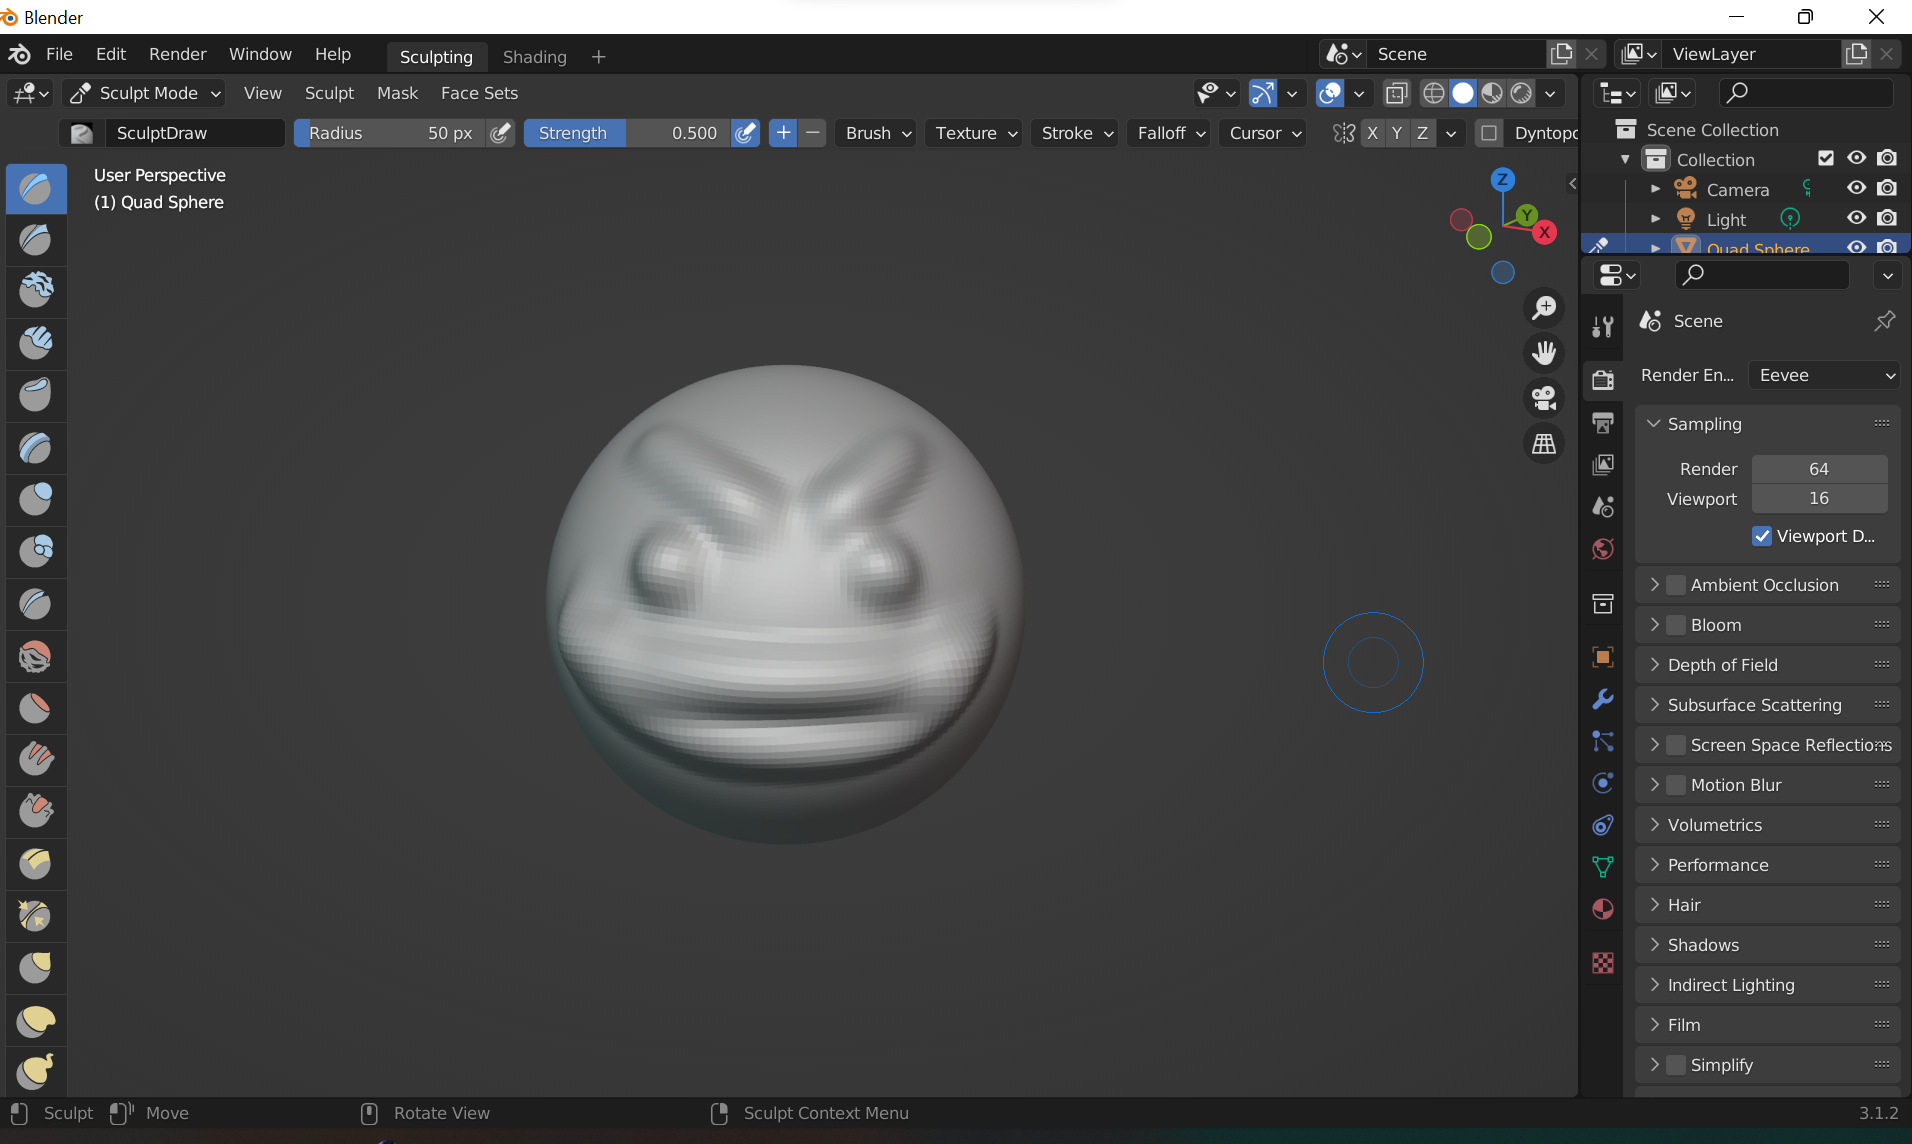 Blender
File Edit Render Window Help Sculpting Shading + Scene ViewLayer
Sculpt Mode View Sculpt Mask Face Sets
SculptDraw Radius 50 px Strength 0.500 + − Brush Texture Stroke Falloff Cursor X Y Z Dyntopo
User Perspective
(1) Quad Sphere
Z
Y
X
Scene Collection
Collection
Camera
Light
Quad Sphere
Scene
Render En... Eevee
Sampling
Render 64
Viewport 16
Viewport D...
Ambient Occlusion
Bloom
Depth of Field
Subsurface Scattering
Screen Space Reflections
Motion Blur
Volumetrics
Performance
Hair
Shadows
Indirect Lighting
Film
Simplify
Sculpt Move Rotate View Sculpt Context Menu 3.1.2